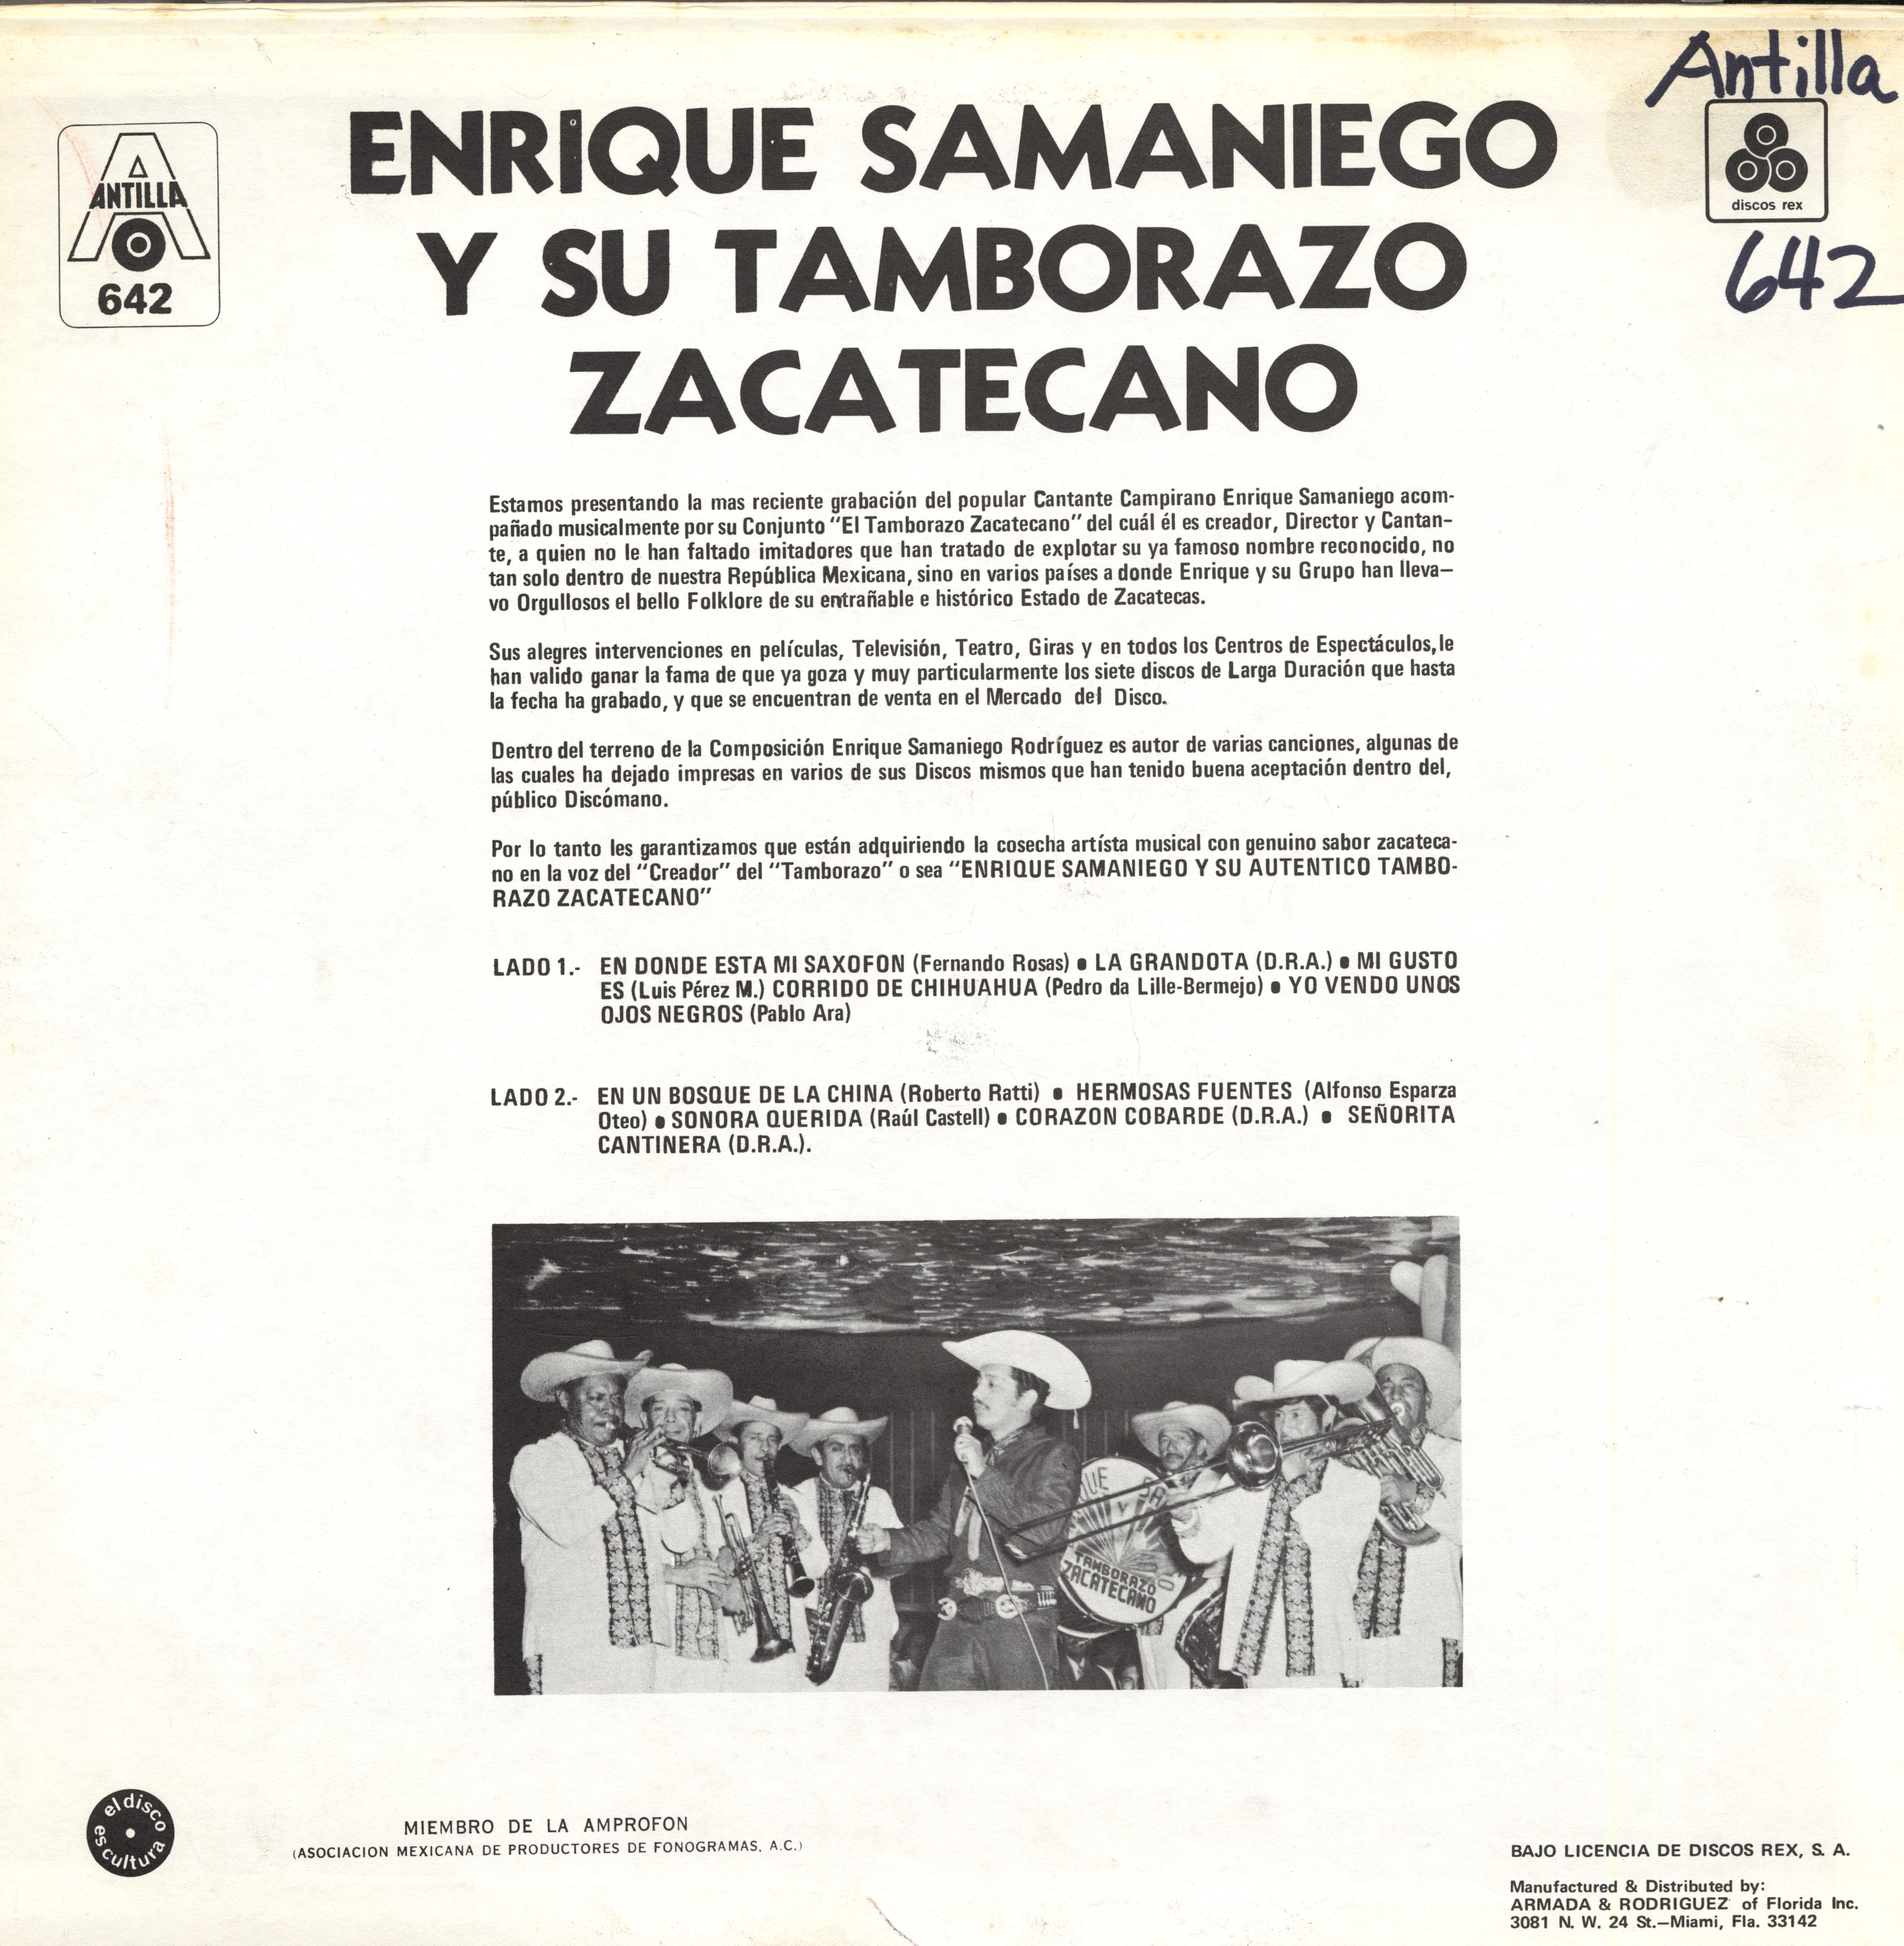 Antilla
ANTILLA
642
discos rex
642
ENRIQUE SAMANIEGO
Y SU TAMBORAZO
ZACATECANO
Estamos presentando la mas reciente grabación del popular Cantante Campirano Enrique Samaniego acom-
pañado musicalmente por su Conjunto "El Tamborazo Zacatecano" del cuál él es creador, Director y Cantan-
te, a quien no le han faltado imitadores que han tratado de explotar su ya famoso nombre reconocido, no
tan solo dentro de nuestra República Mexicana, sino en varios países a donde Enrique y su Grupo han lleva-
vo Orgullosos el bello Folklore de su entrañable e histórico Estado de Zacatecas.
Sus alegres intervenciones en películas, Televisión, Teatro, Giras y en todos los Centros de Espectáculos,le
han valido ganar la fama de que ya goza y muy particularmente los siete discos de Larga Duración que hasta
la fecha ha grabado, y que se encuentran de venta en el Mercado del Disco.
Dentro del terreno de la Composición Enrique Samaniego Rodríguez es autor de varias canciones, algunas de
las cuales ha dejado impresas en varios de sus Discos mismos que han tenido buena aceptación dentro del,
público Discómano.
Por lo tanto les garantizamos que están adquiriendo la cosecha artísta musical con genuino sabor zacateca-
no en la voz del "Creador" del "Tamborazo" o sea "ENRIQUE SAMANIEGO Y SU AUTENTICO TAMBO-
RAZO ZACATECANO"
LADO 1.- EN DONDE ESTA MI SAXOFON (Fernando Rosas) • LA GRANDOTA (D.R.A.) • MI GUSTO
ES (Luis Pérez M.) CORRIDO DE CHIHUAHUA (Pedro da Lille-Bermejo) • YO VENDO UNOS
OJOS NEGROS (Pablo Ara)
LADO 2.- EN UN BOSQUE DE LA CHINA (Roberto Ratti) • HERMOSAS FUENTES (Alfonso Esparza
Oteo) • SONORA QUERIDA (Raúl Castell) • CORAZON COBARDE (D.R.A.) • SEÑORITA
CANTINERA (D.R.A.).
QUE SA
Y
TAMBORAZO
ZACATECANO
el disco es cultura
MIEMBRO DE LA AMPROFON
(ASOCIACION MEXICANA DE PRODUCTORES DE FONOGRAMAS, A.C.)
BAJO LICENCIA DE DISCOS REX, S. A.
Manufactured & Distributed by:
ARMADA & RODRIGUEZ of Florida Inc.
3081 N. W. 24 St.—Miami, Fla. 33142